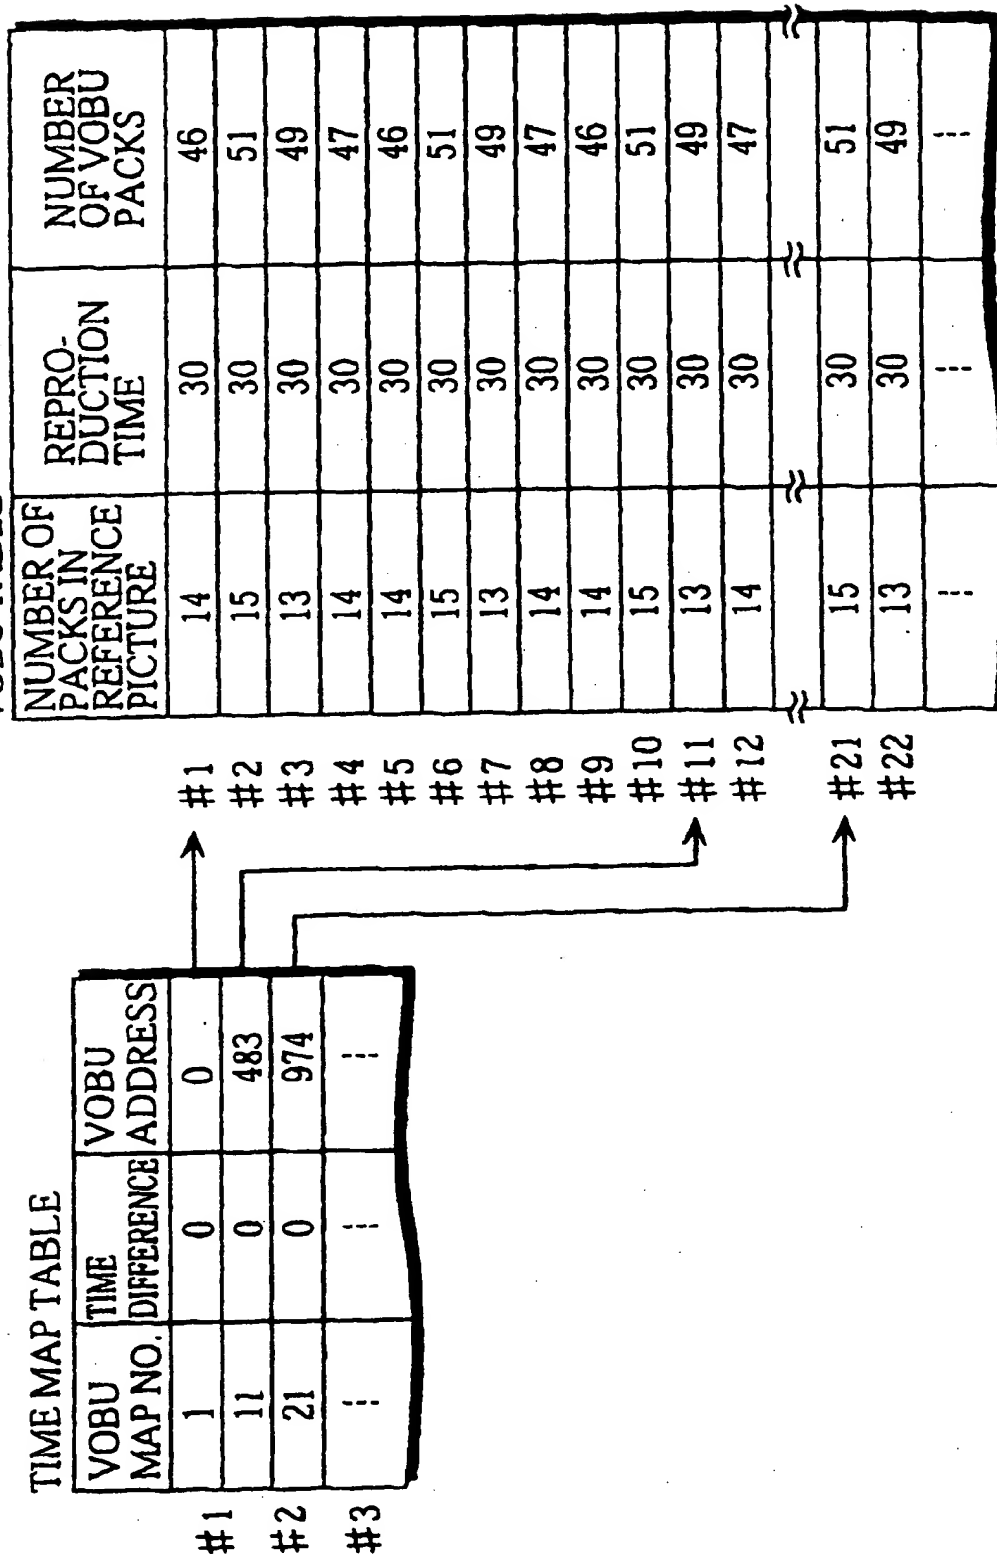 TIME MAP TABLE
VOBU MAP NO. TIME DIFFERENCE VOBU ADDRESS
#1 1 0 0
#2 11 0 483
#3 21 0 974
--- --- ---
NUMBER OF PACKS IN REFERENCE PICTURE REPRO-DUCTION TIME NUMBER OF VOBU PACKS
#1 14 30 46
#2 15 30 51
#3 13 30 49
#4 14 30 47
#5 14 30 46
#6 15 30 51
#7 13 30 49
#8 14 30 47
#9 14 30 46
#10 15 30 51
#11 13 30 49
#12 14 30 47
#21 15 30 51
#22 13 30 49
--- --- ---